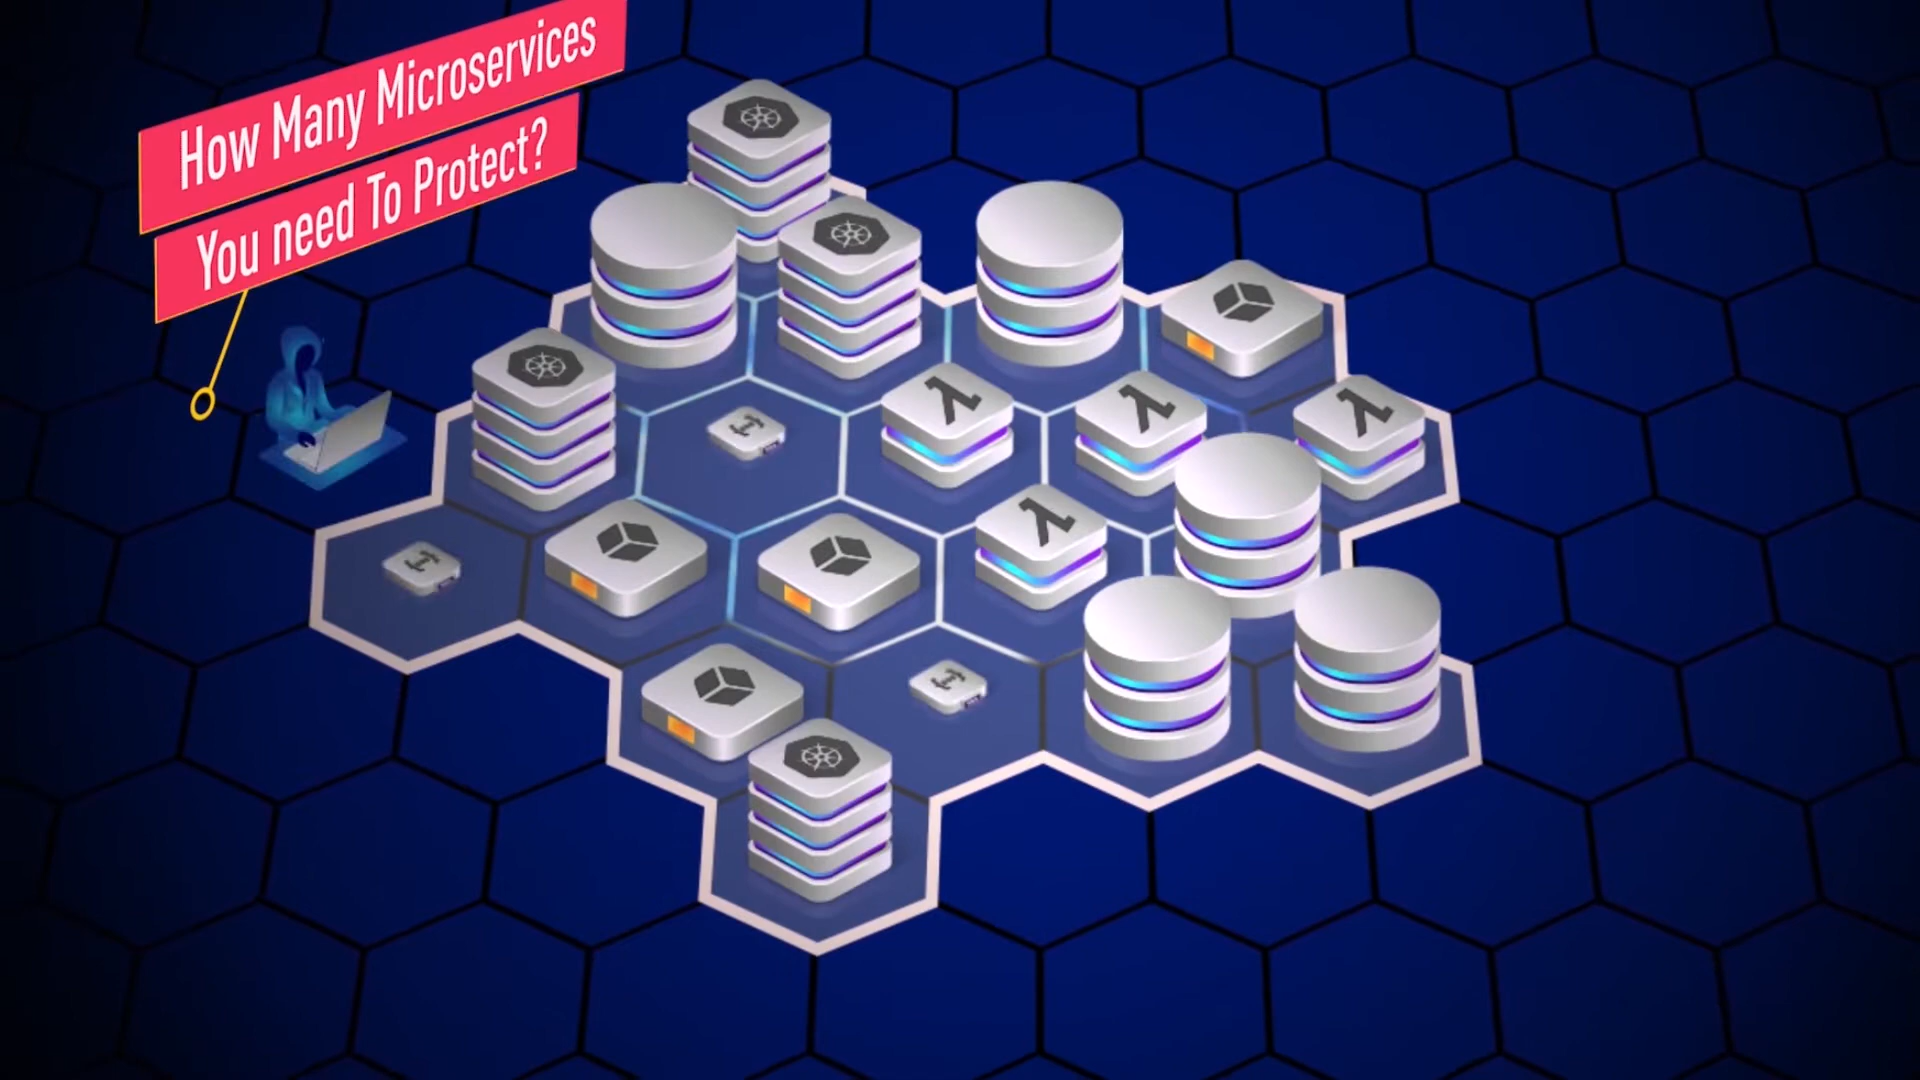 How Many Microservices
You need To Protect?
λ
λ
λ
λ